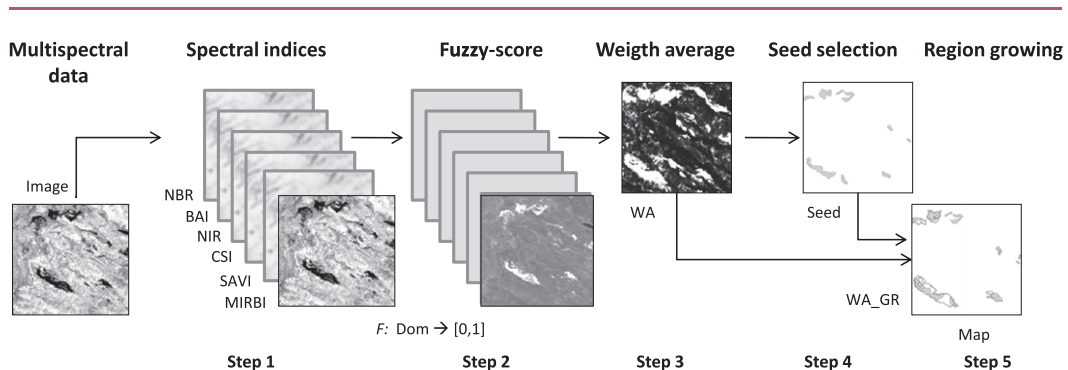 Multispectral
data
Spectral indices
Fuzzy-score
Weigth average
Seed selection
Region growing
Image
NBR
BAI
NIR
CSI
SAVI
MIRBI
WA
Seed
WA_GR
Map
F: Dom → [0,1]
Step 1
Step 2
Step 3
Step 4
Step 5